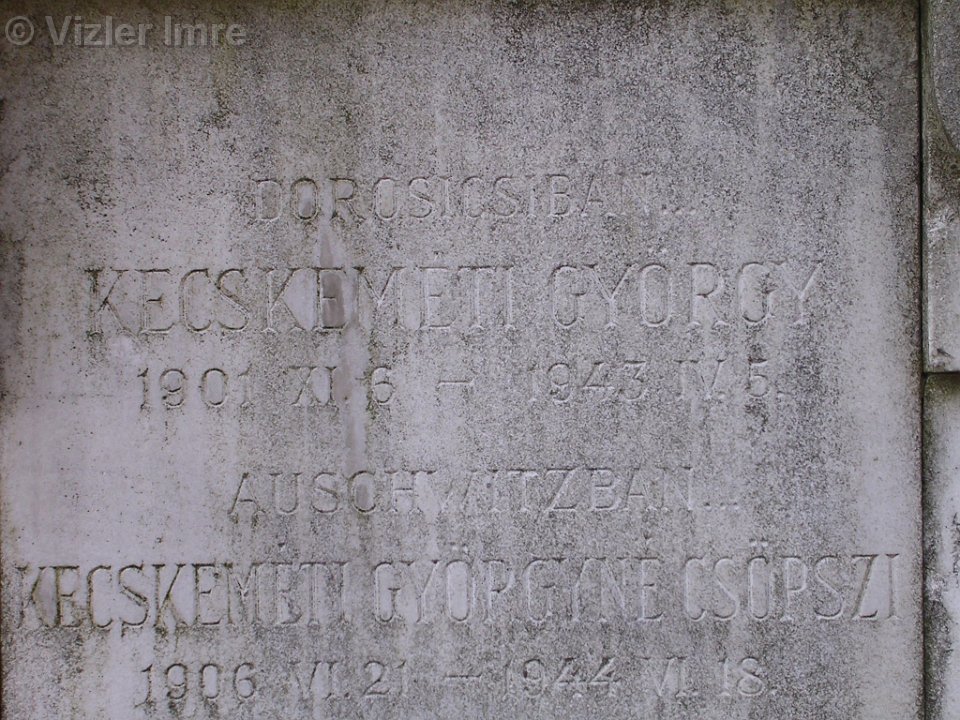 © Vizler Imre
DOROSICSIBAN...
KECSKEMÉTI GYÖRGY
1901 XI. 6 – 1943 IV. 5.
AUSCHWITZBAN...
KECSKEMÉTI GYÖRGYNÉ CSÖPSZI
1906 VI. 21 – 1944 VI. 18.